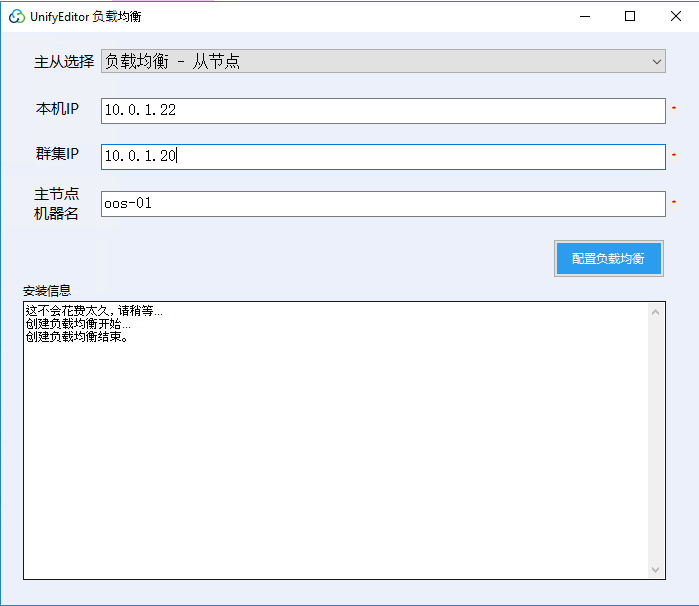 UnifyEditor 负载均衡
主从选择 负载均衡 - 从节点
本机IP 10.0.1.22 *
群集IP 10.0.1.20 *
主节点
机器名 oos-01 *
配置负载均衡
安装信息
这不会花费太久,请稍等...
创建负载均衡开始...
创建负载均衡结束。